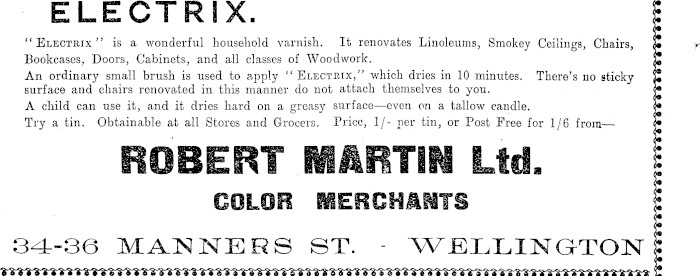 ELECTRIX.
"ELECTRIX" is a wonderful household varnish. It renovates Linoleums, Smokey Ceilings, Chairs,
Bookcases, Doors, Cabinets, and all classes of Woodwork.
An ordinary small brush is used to apply "ELECTRIX," which dries in 10 minutes. There's no sticky
surface and chairs renovated in this manner do not attach themselves to you.
A child can use it, and it dries hard on a greasy surface—even on a tallow candle.
Try a tin. Obtainable at all Stores and Grocers. Price, 1/- per tin, or Post Free for 1/6 from—
ROBERT MARTIN Ltd.
COLOR MERCHANTS
34-36 MANNERS ST. - WELLINGTON